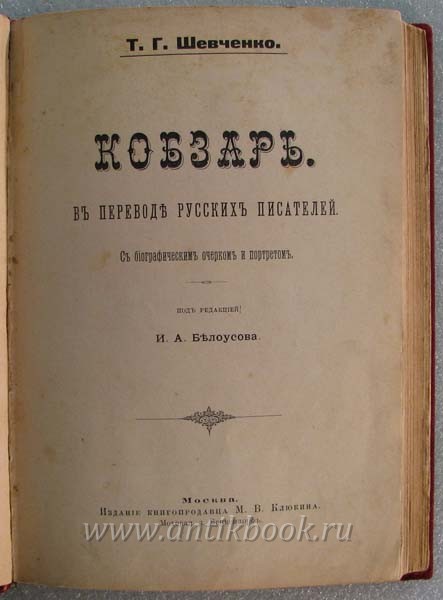 Т. Г. Шевченко.
КОБЗАРЬ.
ВЪ ПЕРЕВОДѢ РУССКИХЪ ПИСАТЕЛЕЙ.
Съ біографическимъ очеркомъ и портретомъ.
ПОДЪ РЕДАКЦІЕЙ
И. А. Бѣлоусова.
Москва.
Изданіе книгопродавца М. В. Клюкина.
www.antikbook.ru
Москва